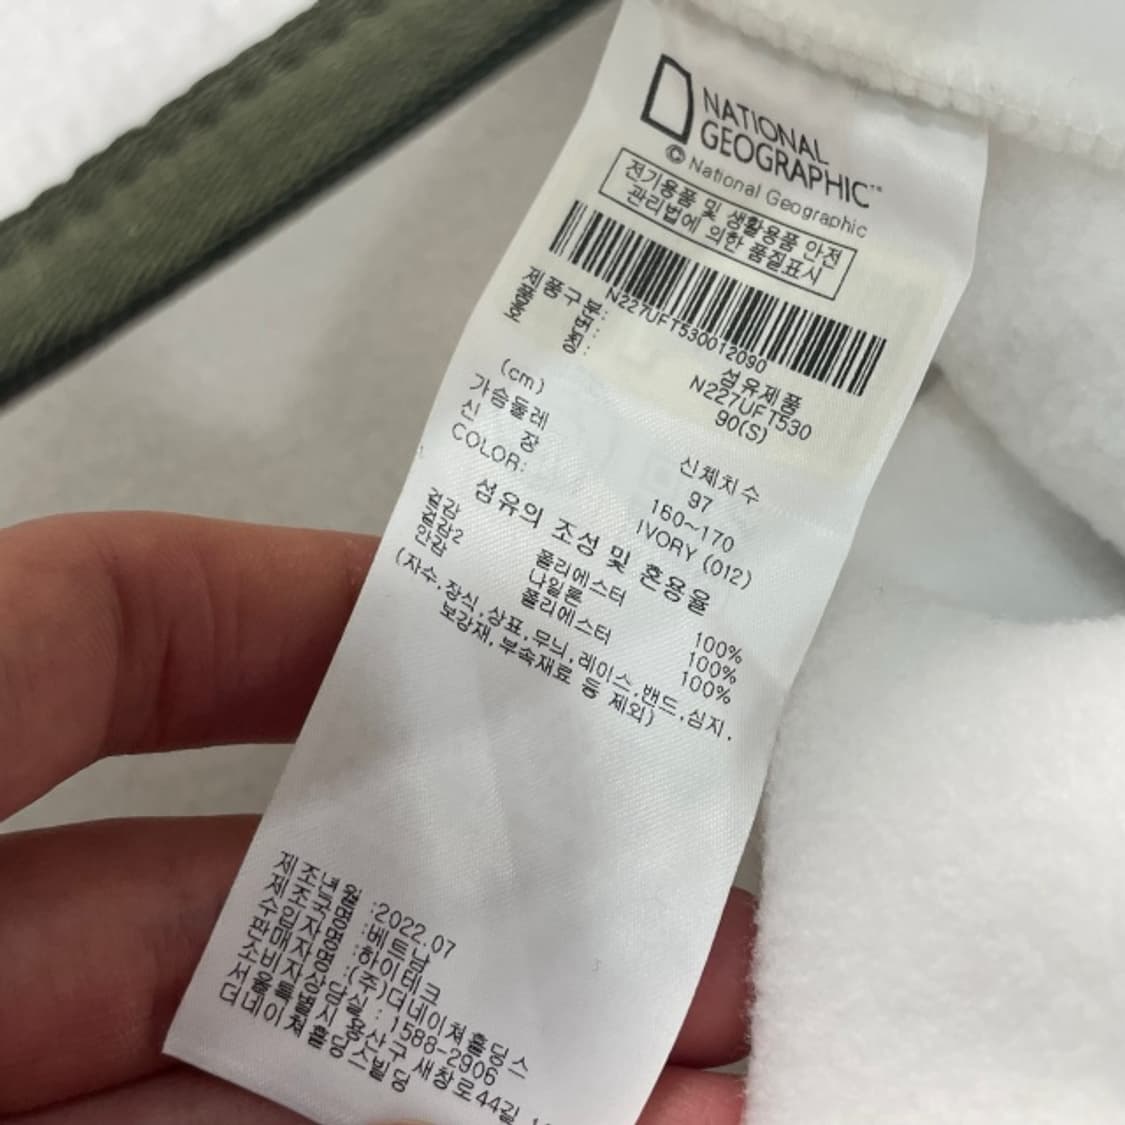 NATIONAL
GEOGRAPHIC™
© National Geographic
전기용품 및 생활용품 안전
관리법에 의한 품질표시
N227UFT530012090
제품구분: 섬유제품
품 번: N227UFT530
호 칭: 90(S)
(cm) 신체치수
가슴둘레 97
신 장 160~170
COLOR: IVORY (012)
섬유의 조성 및 혼용율
겉감 폴리에스터 100%
겉감2 나일론 100%
안감 폴리에스터 100%
(자수.장식.상표.무늬.레이스.밴드.심지.
보강재.부속재료 등 제외)
제조년월:2022.07
제조국명:베트남
수입자명:하이테크
판매자명:(주)더네이쳐홀딩스
소비자상담실:1588-2906
서울특별시 용산구 새창로44길
더네이쳐홀딩스빌딩